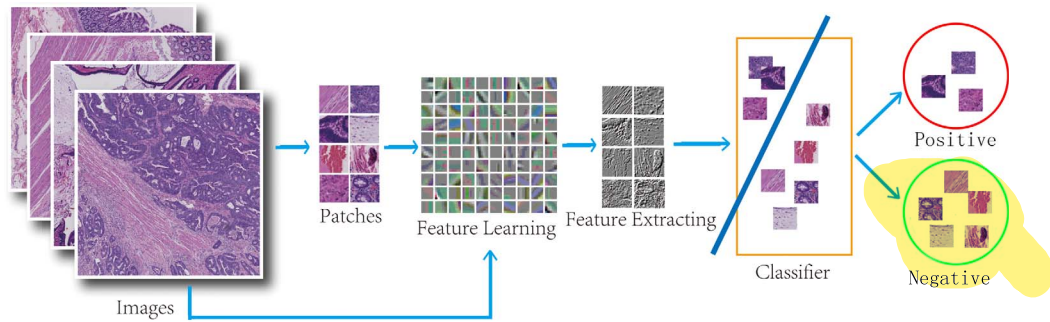 Images
Patches
Feature Learning
Feature Extracting
Classifier
Positive
Negative